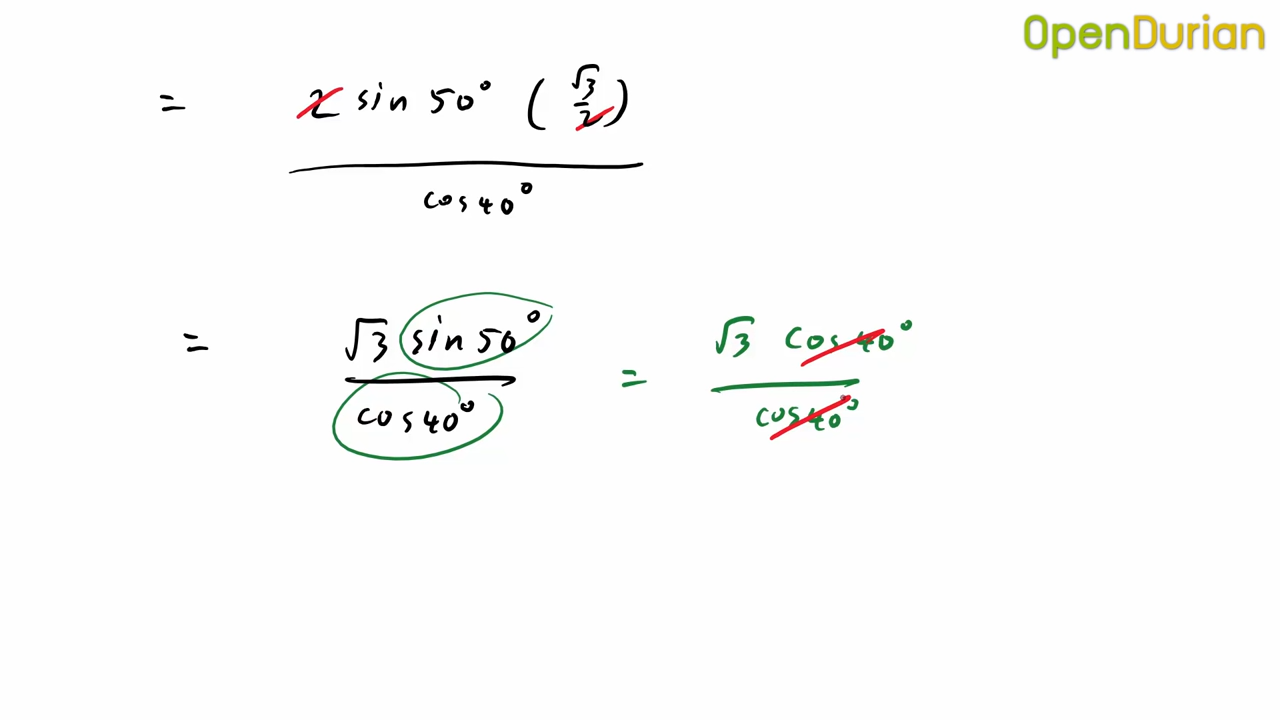 OpenDurian
= 2 sin 50° (√3/2)
cos 40°
= √3 sin 50° = √3 cos 40°
cos 40° cos 40°